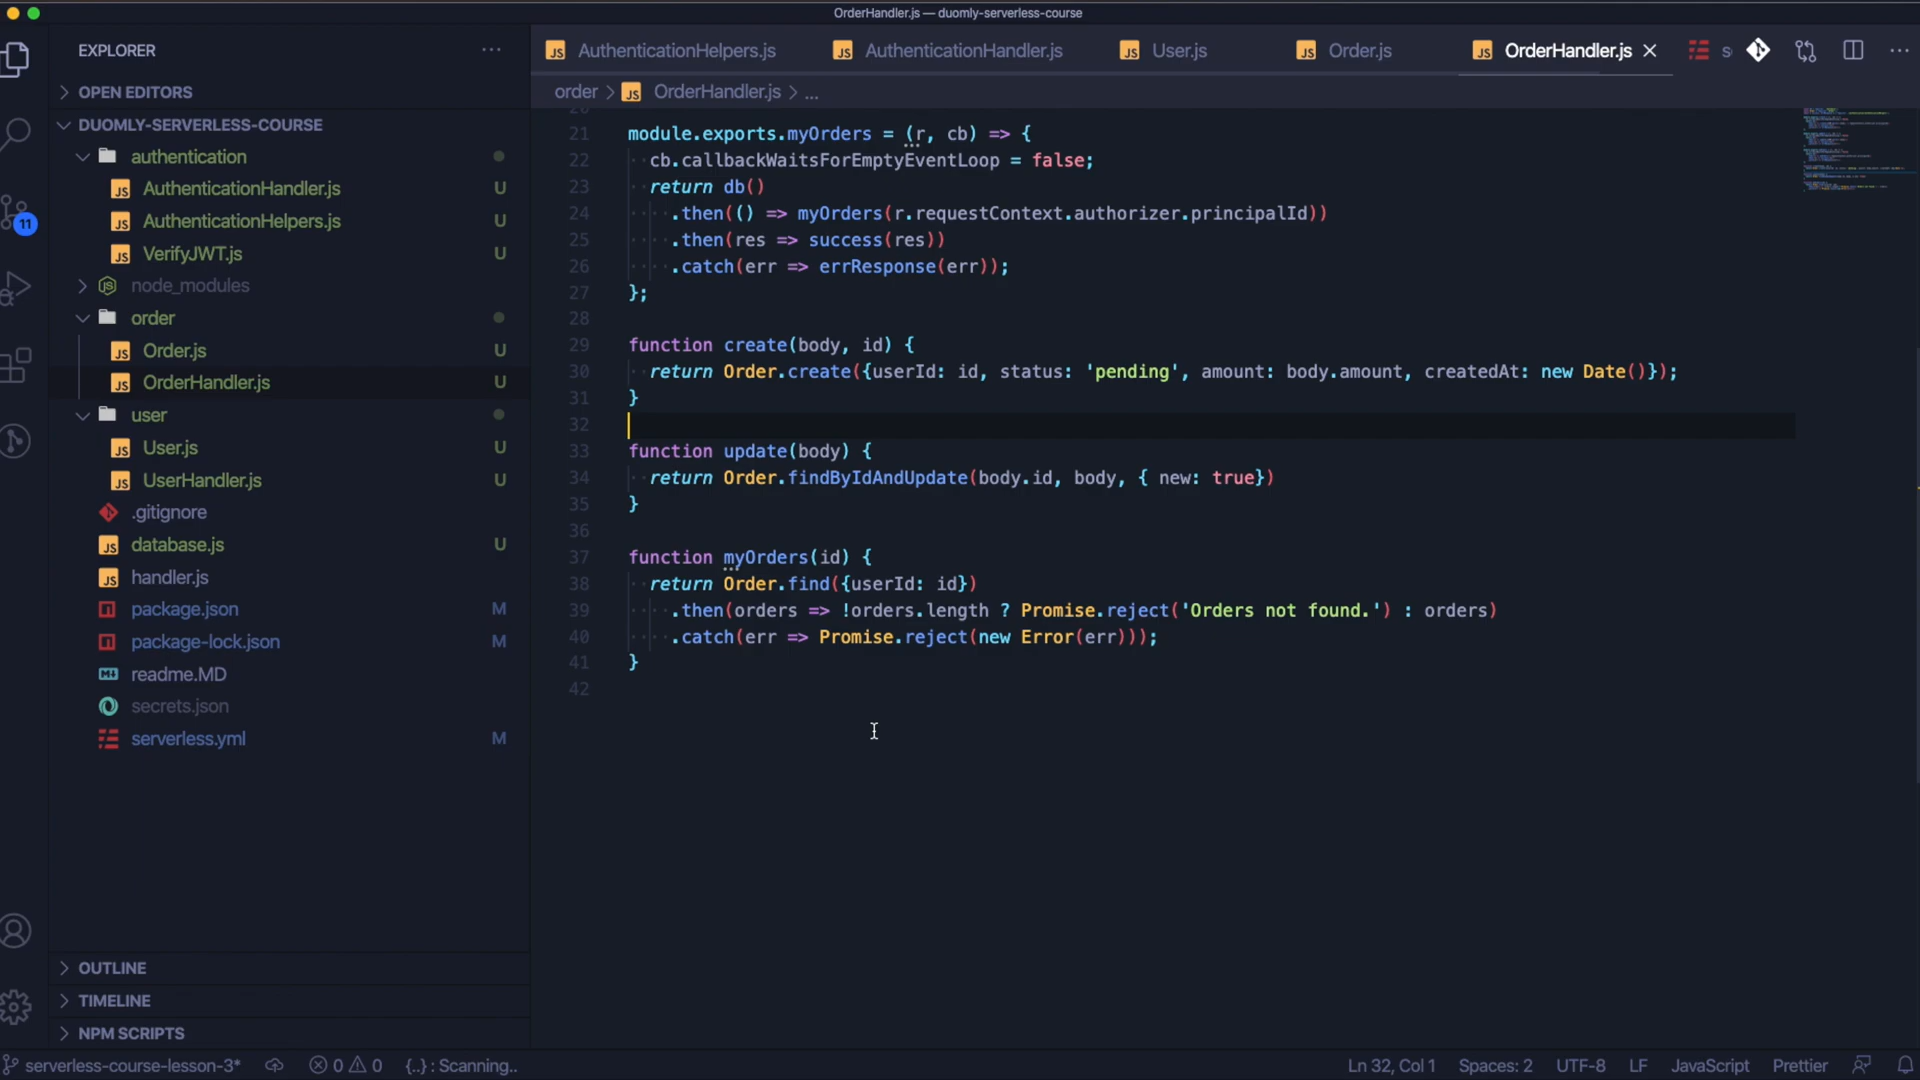 OrderHandler.js — duomly-serverless-course
EXPLORER
AuthenticationHelpers.js
AuthenticationHandler.js
User.js
Order.js
OrderHandler.js
OPEN EDITORS
order > OrderHandler.js > ...
DUOMLY-SERVERLESS-COURSE
authentication
AuthenticationHandler.js U
AuthenticationHelpers.js U
VerifyJWT.js U
node_modules
order
Order.js U
OrderHandler.js U
user
User.js U
UserHandler.js U
.gitignore
database.js U
handler.js
package.json M
package-lock.json M
readme.MD
secrets.json
serverless.yml M
11
OUTLINE
TIMELINE
NPM SCRIPTS
21 module.exports.myOrders = (r, cb) => {
22 cb.callbackWaitsForEmptyEventLoop = false;
23 return db()
24 .then(() => myOrders(r.requestContext.authorizer.principalId))
25 .then(res => success(res))
26 .catch(err => errResponse(err));
27 };
28
29 function create(body, id) {
30 return Order.create({userId: id, status: 'pending', amount: body.amount, createdAt: new Date()});
31 }
32
33 function update(body) {
34 return Order.findByIdAndUpdate(body.id, body, { new: true})
35 }
36
37 function myOrders(id) {
38 return Order.find({userId: id})
39 .then(orders => !orders.length ? Promise.reject('Orders not found.') : orders)
40 .catch(err => Promise.reject(new Error(err)));
41 }
42
serverless-course-lesson-3* 0 0 {..} : Scanning.. Ln 32, Col 1 Spaces: 2 UTF-8 LF JavaScript Prettier